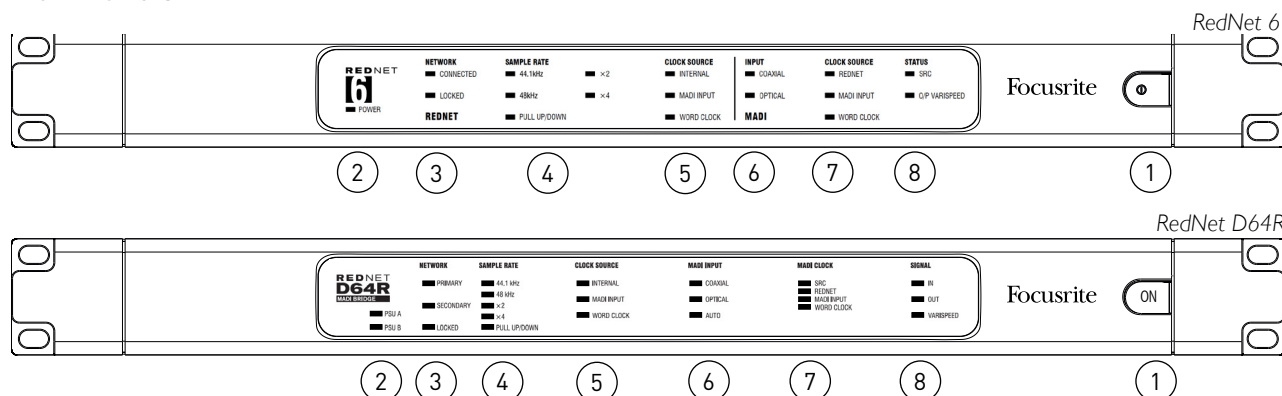 RedNet 6
NETWORK SAMPLE RATE CLOCK SOURCE INPUT CLOCK SOURCE STATUS
REDNET CONNECTED 44.1kHz ×2 INTERNAL COAXIAL REDNET SRC
6 LOCKED 48kHz ×4 MADI INPUT OPTICAL MADI INPUT O/P VARISPEED Focusrite
POWER REDNET PULL UP/DOWN WORD CLOCK MADI WORD CLOCK
2 3 4 5 6 7 8 1
RedNet D64R
NETWORK SAMPLE RATE CLOCK SOURCE MADI INPUT MADI CLOCK SIGNAL
REDNET PRIMARY 44.1 kHz INTERNAL COAXIAL SRC IN
D64R 48 kHz REDNET Focusrite ON
MADI BRIDGE MADI INPUT OPTICAL MADI INPUT OUT
SECONDARY ×2 WORD CLOCK
PSU A ×4 WORD CLOCK AUTO VARISPEED
PSU B LOCKED PULL UP/DOWN
2 3 4 5 6 7 8 1